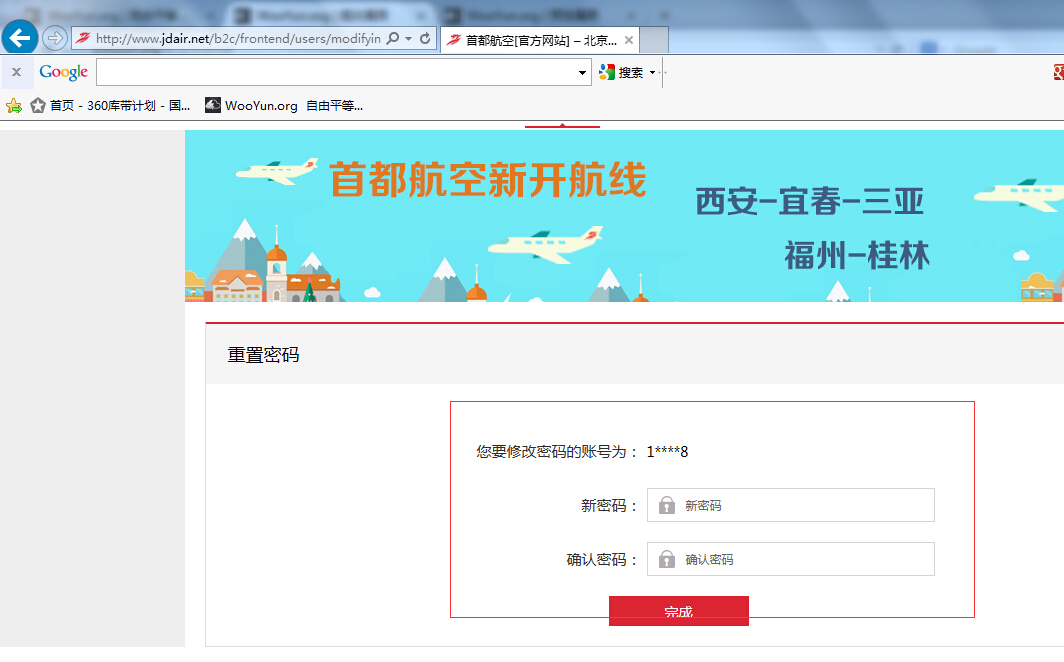 http://www.jdair.net/b2c/frontend/users/modifyin
首都航空[官方网站] – 北京...
x Google 搜索
首页 - 360库带计划 - 国... WooYun.org 自由平等...
首都航空新开航线
西安-宜春-三亚
福州-桂林
重置密码
您要修改密码的账号为： 1****8
新密码： 新密码
确认密码： 确认密码
完成